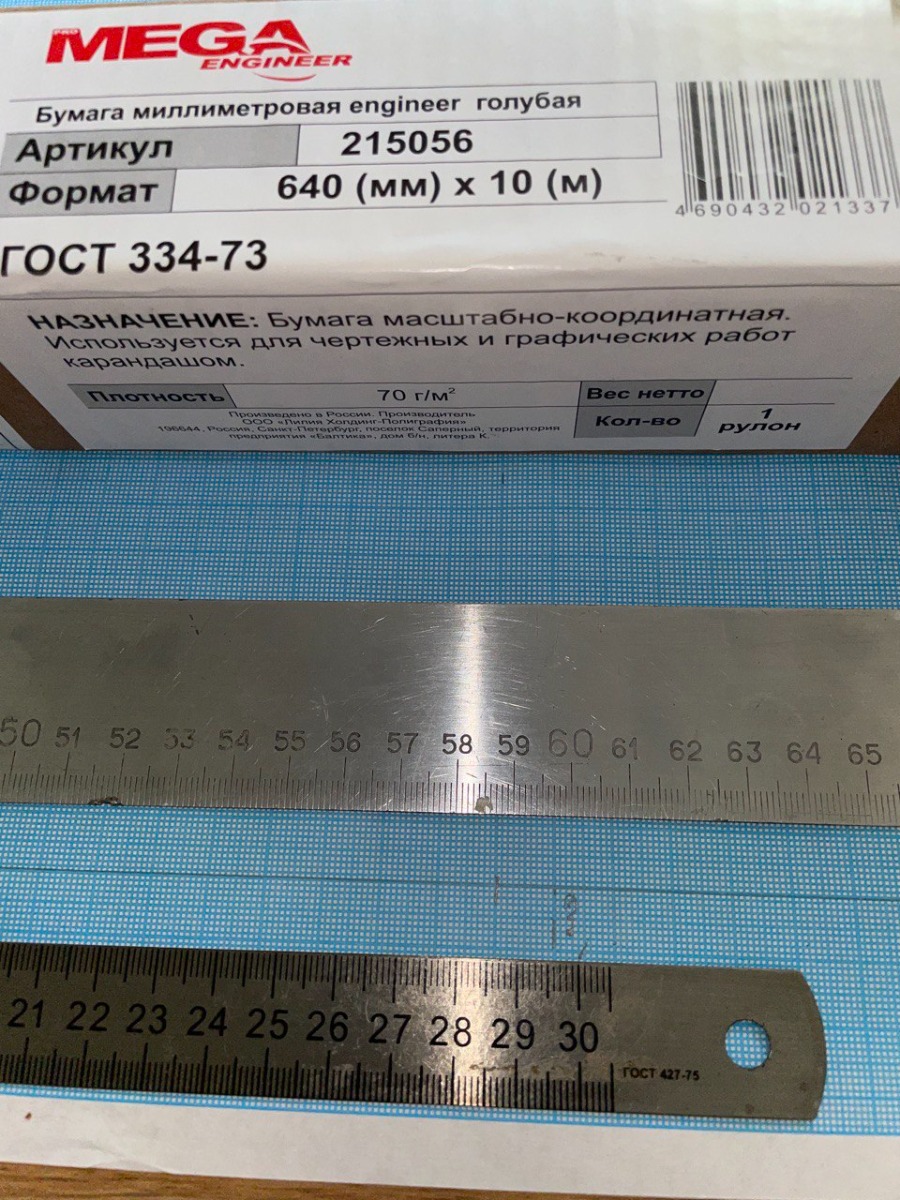 PRO
MEGA
ENGINEER
Бумага миллиметровая engineer голубая
Артикул 215056
Формат 640 (мм) x 10 (м)
4 690432 021337
ГОСТ 334-73
НАЗНАЧЕНИЕ: Бумага масштабно-координатная.
Используется для чертежных и графических работ
карандашом.
Плотность 70 г/м² Вес нетто
Кол-во 1 рулон
Произведено в России. Производитель
ООО «Лилия Холдинг-Полиграфия»
196644, Россия, Санкт-Петербург, поселок Саперный, территория
предприятия «Балтика», дом б/н, литера К.
50 51 52 53 54 55 56 57 58 59 60 61 62 63 64 65
21 22 23 24 25 26 27 28 29 30
ГОСТ 427-75